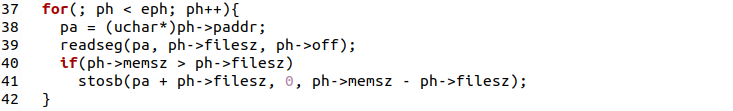 37 for(; ph < eph; ph++){
38 pa = (uchar*)ph->paddr;
39 readseg(pa, ph->filesz, ph->off);
40 if(ph->memsz > ph->filesz)
41 stosb(pa + ph->filesz, 0, ph->memsz - ph->filesz);
42 }